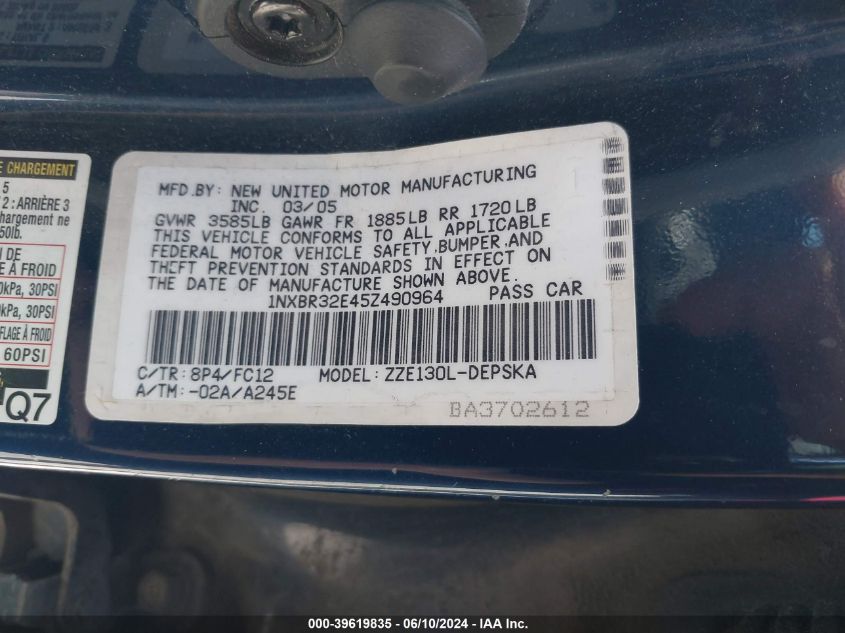 E CHARGEMENT
5
2 : ARRIÈRE 3
chargement ne
50lb.
N DE
E À FROID
0kPa, 30PSI
kPa, 30PSI
FLAGE À FROID
60PSI
-Q7
MFD.BY: NEW UNITED MOTOR MANUFACTURING
INC. 03/05
GVWR 3585LB GAWR FR 1885LB RR 1720LB
THIS VEHICLE CONFORMS TO ALL APPLICABLE
FEDERAL MOTOR VEHICLE SAFETY,BUMPER,AND
THEFT PREVENTION STANDARDS IN EFFECT ON
THE DATE OF MANUFACTURE SHOWN ABOVE.
1NXBR32E45Z490964 PASS CAR
C/TR: 8P4/FC12 MODEL: ZZE130L-DEPSKA
A/TM: -02A/A245E
BA3702612
000-39619835 - 06/10/2024 - IAA Inc.